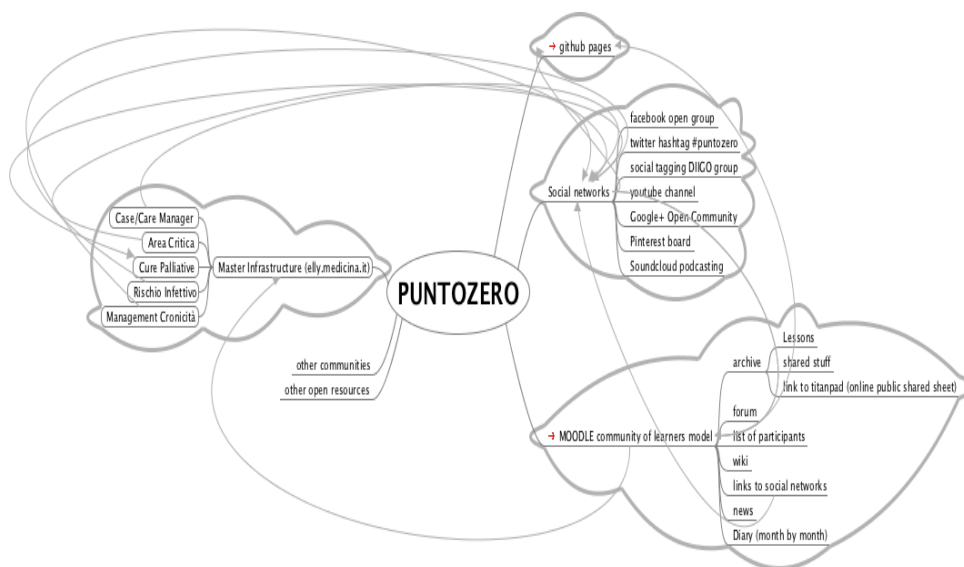 github pages
facebook open group
twitter hashtag #puntozero
social tagging DIIGO group
Social networks
youtube channel
Google+ Open Community
Pinterest board
Soundcloud podcasting
Case/Care Manager
Area Critica
Cure Palliative
Master Infrastructure (elly.medicina.it)
Rischio Infettivo
Management Cronicità
PUNTOZERO
other communities
other open resources
Lessons
archive
shared stuff
link to titanpad (online public shared sheet)
forum
MOODLE community of learners model
list of participants
wiki
links to social networks
news
Diary (month by month)